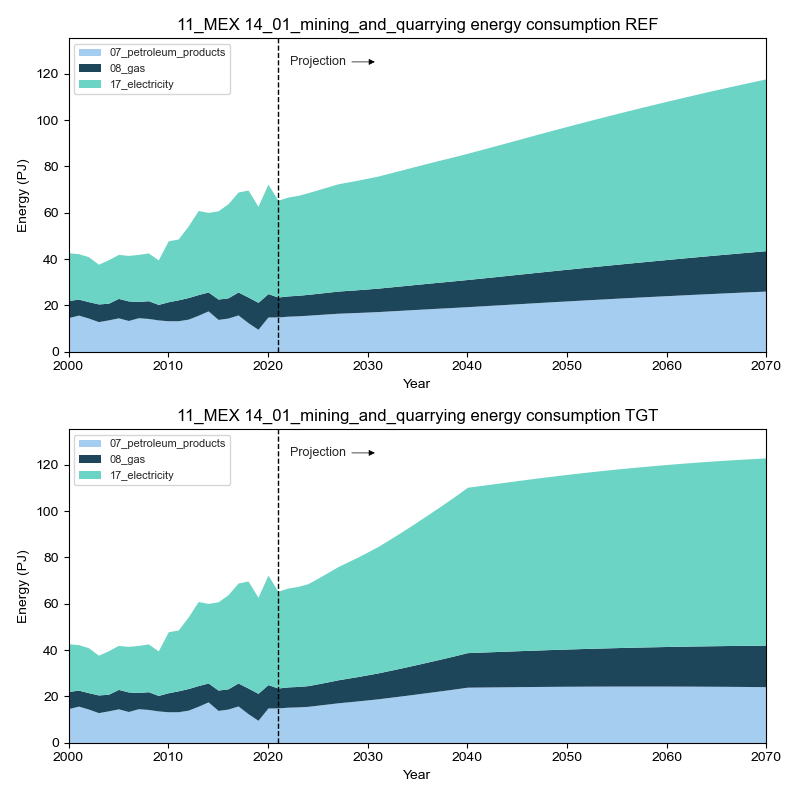 11_MEX 14_01_mining_and_quarrying energy consumption REF
07_petroleum_products
08_gas
17_electricity
Projection
Energy (PJ)
120
100
80
60
40
20
0
2000 2010 2020 2030 2040 2050 2060 2070
Year
11_MEX 14_01_mining_and_quarrying energy consumption TGT
07_petroleum_products
08_gas
17_electricity
Projection
Energy (PJ)
120
100
80
60
40
20
0
2000 2010 2020 2030 2040 2050 2060 2070
Year